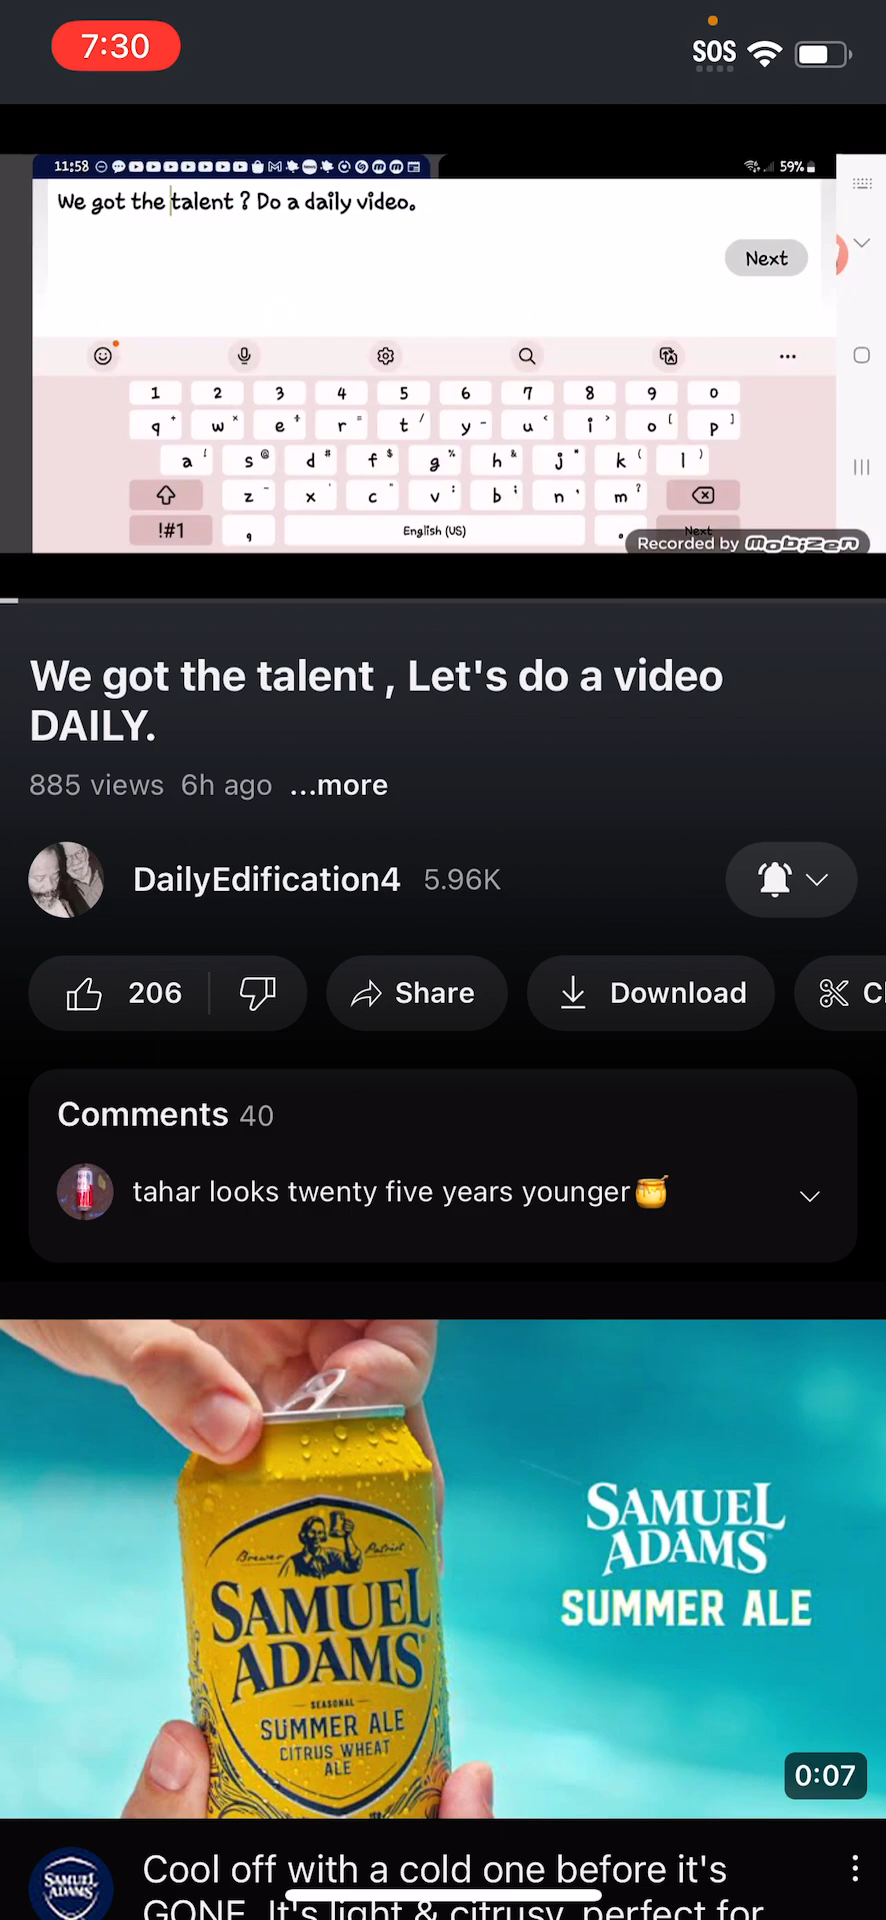 7:30 SOS
11:58 59%
We got the talent ? Do a daily video.
Next
1 2 3 4 5 6 7 8 9 0
q w e r t y u i o p
a s d f g h j k l
z x c v b n m
!#1 , English (US) . Next
Recorded by Mobizen
We got the talent , Let's do a video
DAILY.
885 views 6h ago ...more
DailyEdification4 5.96K
206 Share Download Cl
Comments 40
tahar looks twenty five years younger🍯
Brewer Patriot
SAMUEL
ADAMS
SEASONAL
SUMMER ALE
CITRUS WHEAT
ALE
SAMUEL
ADAMS
SUMMER ALE
0:07
SAMUEL
ADAMS
Cool off with a cold one before it's
GONE. It's light & citrusy, perfect for